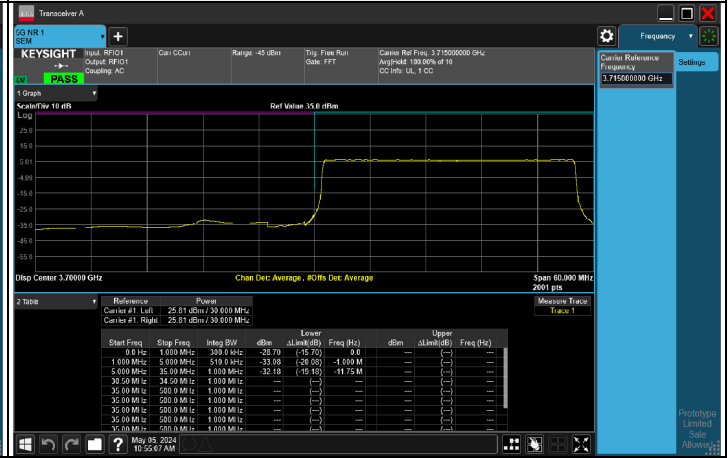 Transceiver A
5G NR 1
SEM
Frequency
KEYSIGHT
Input: RFIO1
Output: RFIO1
Coupling: AC
Corr CCorr
Range: -45 dBm
Trig: Free Run
Gate: FFT
Carrier Ref Freq: 3.715000000 GHz
Avg|Hold: 100.00% of 10
CC Info: UL, 1 CC
PASS
Carrier Reference
Frequency
3.715000000 GHz
Settings
1 Graph
Scale/Div 10 dB
Ref Value 35.0 dBm
Log
25.0
15.0
5.01
-4.99
-15.0
-25.0
-35.0
-45.0
-55.0
Disp Center 3.70000 GHz
Chan Det: Average , #Offs Det: Average
Span 60.000 MHz
2001 pts
2 Table
Measure Trace
Trace 1
Reference Power
Carrier #1. Left 25.81 dBm / 30.000 MHz
Carrier #1. Right 25.81 dBm / 30.000 MHz
Lower Upper
Start Freq Stop Freq Integ BW dBm ΔLimit(dB) Freq (Hz) dBm ΔLimit(dB) Freq (Hz)
0.0 Hz 1.000 MHz 300.0 kHz -28.70 (-15.70) 0.0 --- (---) ---
1.000 MHz 5.000 MHz 510.0 kHz -33.08 (-20.08) -1.000 M --- (---) ---
5.000 MHz 35.00 MHz 1.000 MHz -32.18 (-19.18) -11.75 M --- (---) ---
30.50 MHz 34.50 MHz 1.000 MHz --- (---) --- --- (---) ---
35.00 MHz 500.0 MHz 1.000 MHz --- (---) --- --- (---) ---
35.00 MHz 500.0 MHz 1.000 MHz --- (---) --- --- (---) ---
35.00 MHz 500.0 MHz 1.000 MHz --- (---) --- --- (---) ---
35.00 MHz 500.0 MHz 1.000 MHz --- (---) --- --- (---) ---
35.00 MHz 500.0 MHz 1.000 MHz --- (---) --- --- (---) ---
May 05, 2024
10:55:07 AM
Prototype
Limited
Sale
Allowed